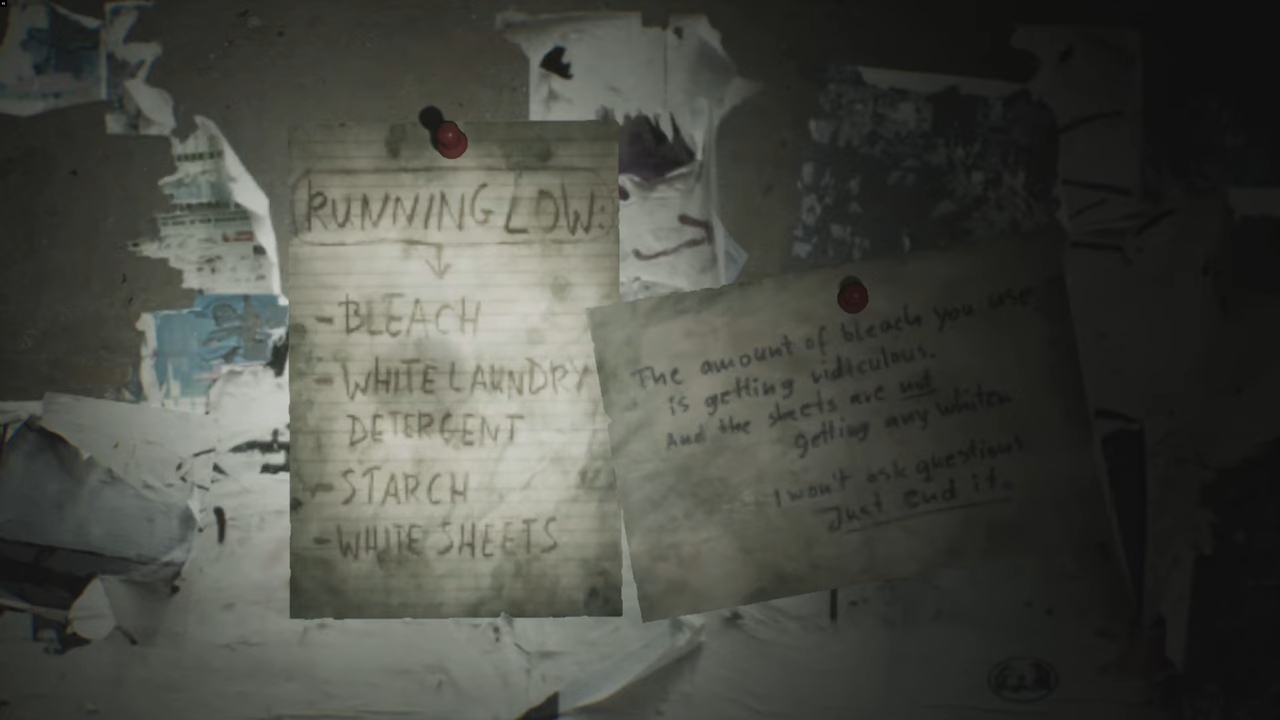 RUNNING LOW:
- BLEACH
- WHITE LAUNDRY
DETERGENT
- STARCH
- WHITE SHEETS
The amount of bleach you use
is getting ridiculous.
And the sheets are not
getting any whiter.
I won't ask questions
Just end it.